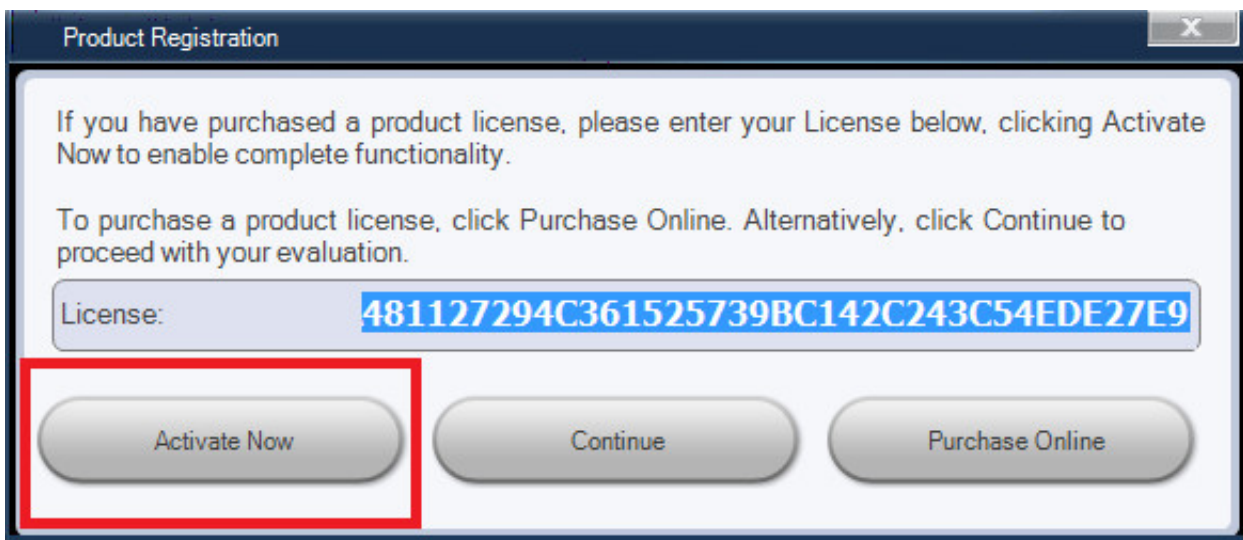 Product Registration
X
If you have purchased a product license, please enter your License below, clicking Activate
Now to enable complete functionality.
To purchase a product license, click Purchase Online. Alternatively, click Continue to
proceed with your evaluation.
License: 481127294C361525739BC142C243C54EDE27E9
Activate Now Continue Purchase Online